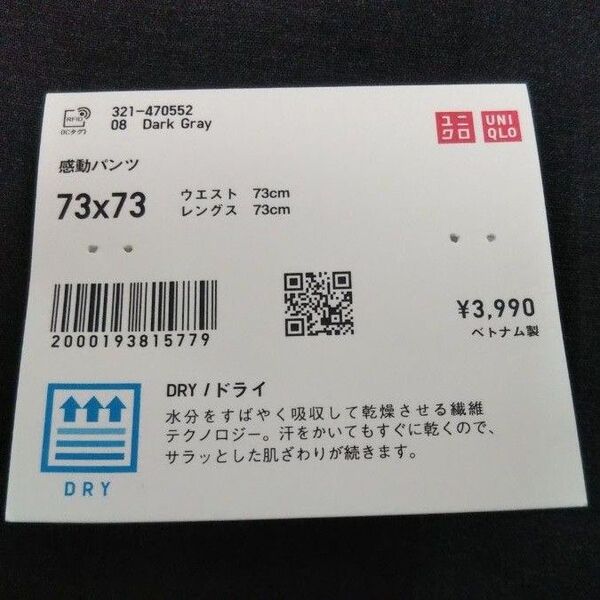 RFID
(ICタグ)
321-470552
08 Dark Gray
ユニ
クロ
UNI
QLO
感動パンツ
73x73
ウエスト 73cm
レングス 73cm
2000193815779
¥3,990
ベトナム製
DRY / ドライ
水分をすばやく吸収して乾燥させる繊維
テクノロジー。汗をかいてもすぐに乾くので、
サラッとした肌ざわりが続きます。
DRY